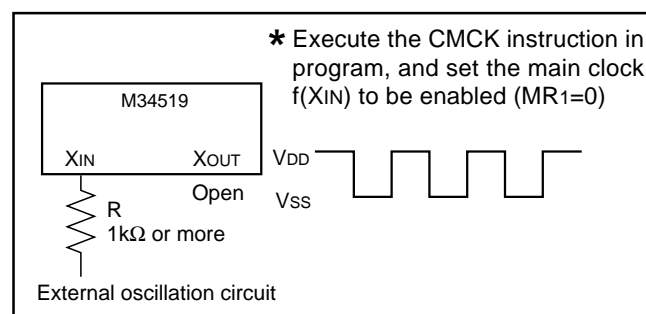 * Execute the CMCK instruction in
program, and set the main clock
f(XIN) to be enabled (MR1=0)
M34519
XIN
XOUT
VDD
Open
VSS
R
1kΩ or more
External oscillation circuit